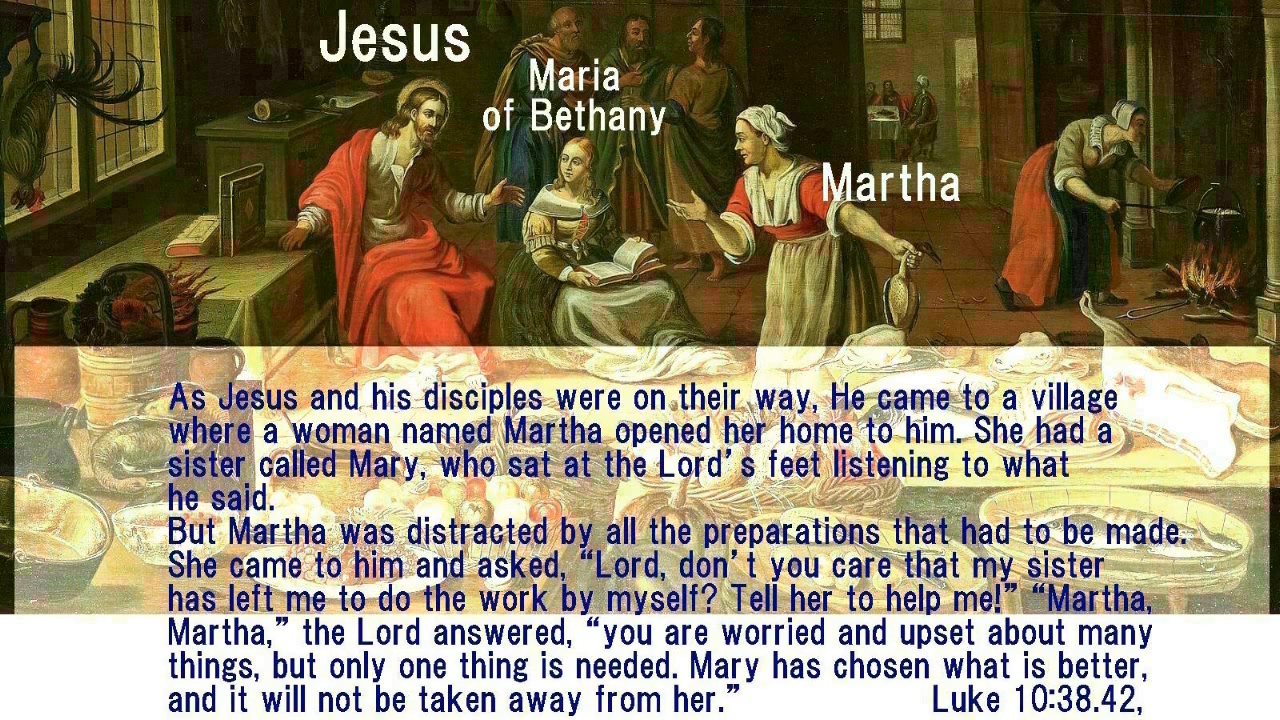 Jesus
Maria
of Bethany
Martha
As Jesus and his disciples were on their way, He came to a village
where a woman named Martha opened her home to him. She had a
sister called Mary, who sat at the Lord’s feet listening to what
he said.
But Martha was distracted by all the preparations that had to be made.
She came to him and asked, “Lord, don’t you care that my sister
has left me to do the work by myself? Tell her to help me!” “Martha,
Martha,” the Lord answered, “you are worried and upset about many
things, but only one thing is needed. Mary has chosen what is better,
and it will not be taken away from her.” Luke 10:38.42,